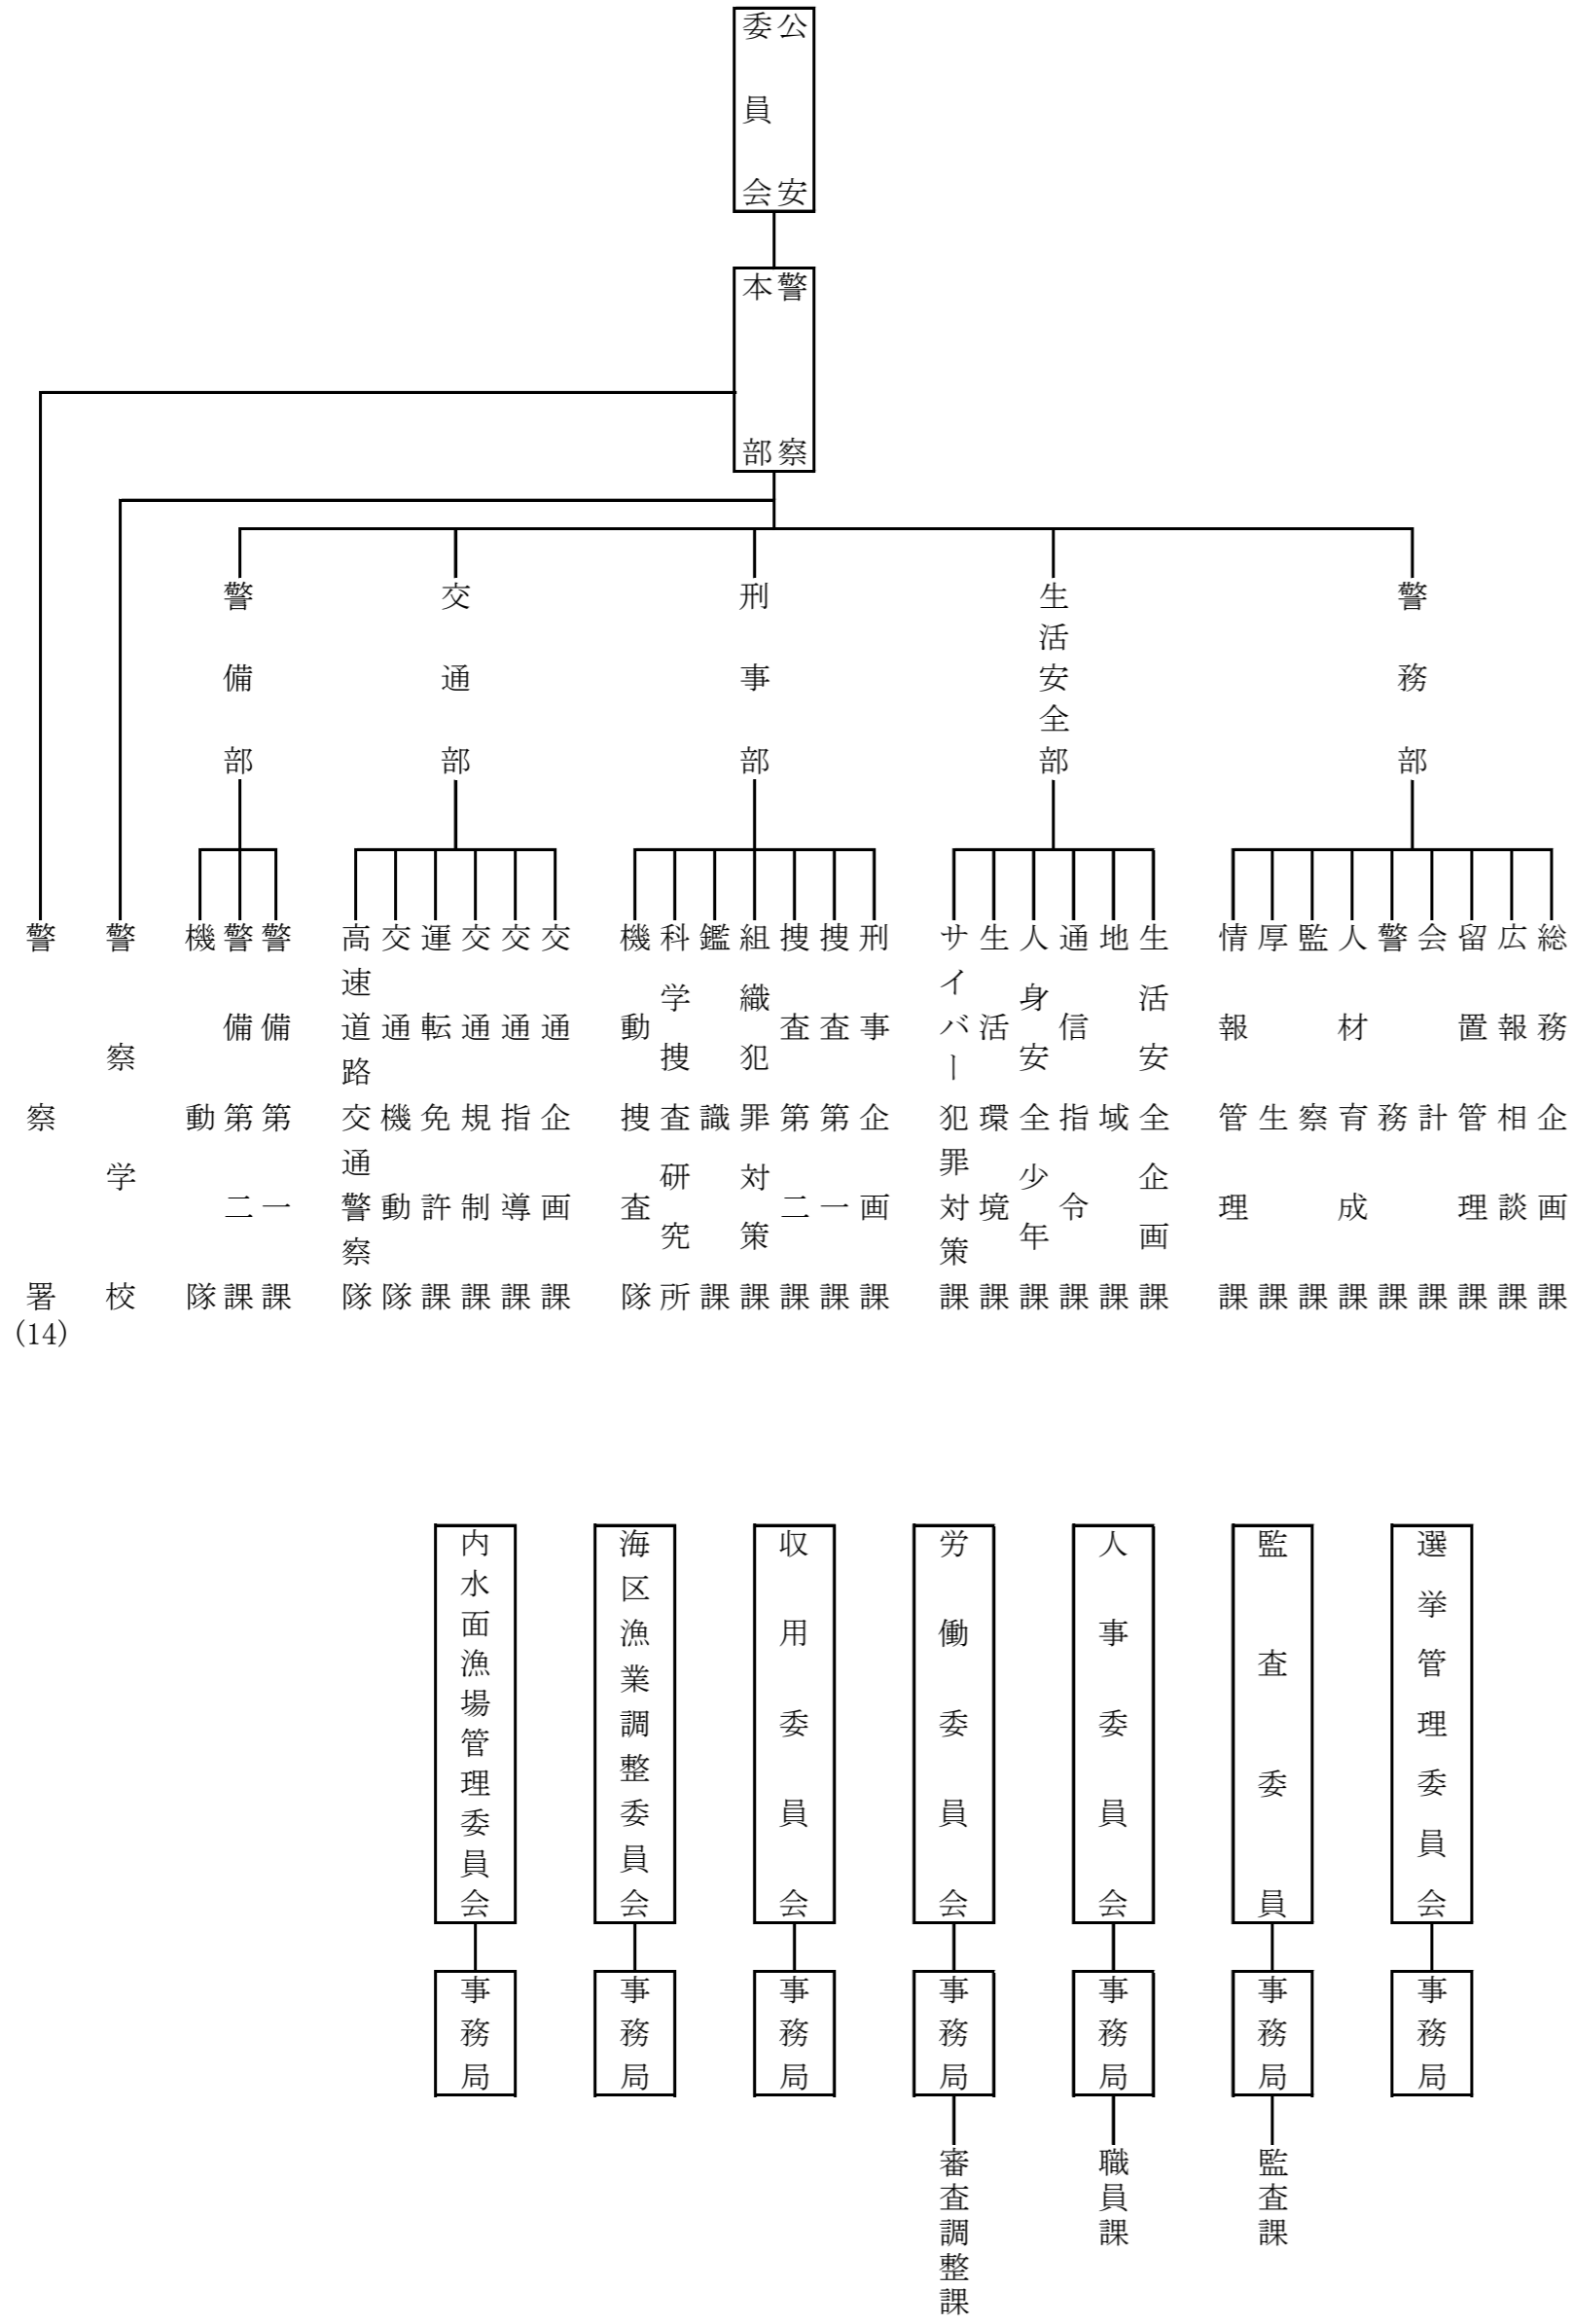 公安
委員会
警察
本部
警務部
生活安全部
刑事部
交通部
警備部
総務企画課
広報相談課
留置管理課
会計課
警務課
人材育成課
監察課
厚生課
情報管理課
生活安全企画課
地域課
通信指令課
人身安全少年課
生活環境課
サイバー犯罪対策課
刑事企画課
捜査第一課
捜査第二課
組織犯罪対策課
鑑識課
科学捜査研究所
機動捜査隊
交通企画課
交通指導課
交通規制課
運転免許課
交通機動隊
高速道路交通警察隊
警備第一課
警備第二課
機動隊
警察学校
警察署
(14)
選挙管理委員会
監査委員
人事委員会
労働委員会
収用委員会
海区漁業調整委員会
内水面漁場管理委員会
事務局
事務局
事務局
事務局
事務局
事務局
事務局
監査課
職員課
審査調整課